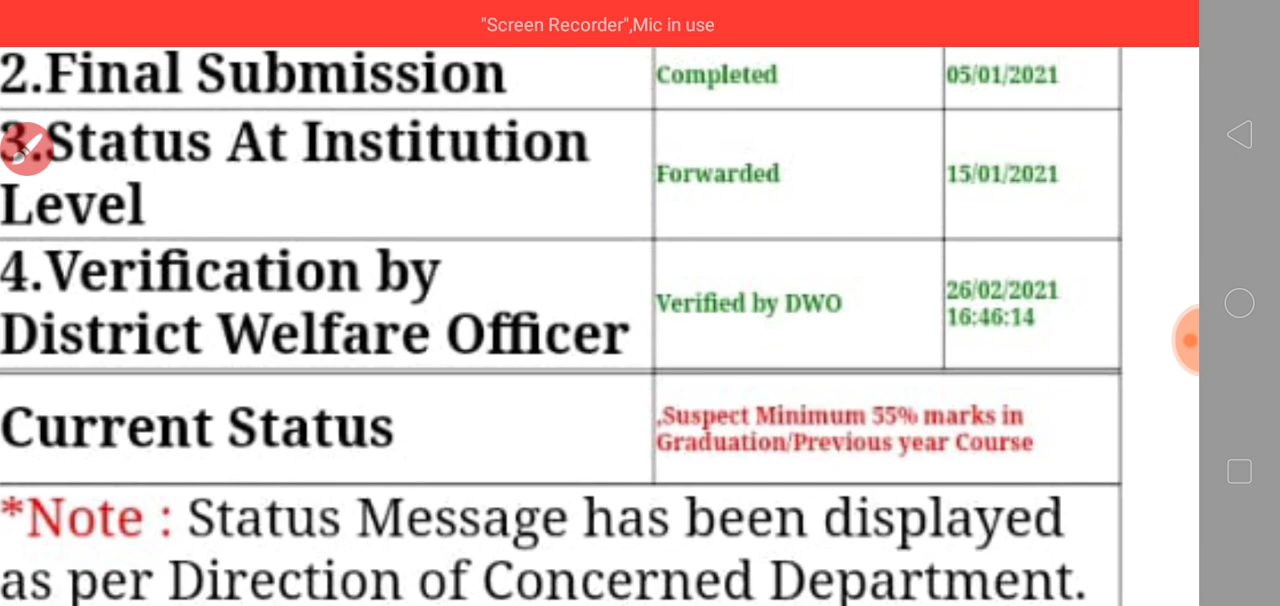 "Screen Recorder",Mic in use
2.Final Submission
Completed
05/01/2021
3.Status At Institution
Level
Forwarded
15/01/2021
4.Verification by
District Welfare Officer
Verified by DWO
26/02/2021
16:46:14
Current Status
,Suspect Minimum 55% marks in
Graduation/Previous year Course
*Note : Status Message has been displayed
as per Direction of Concerned Department.